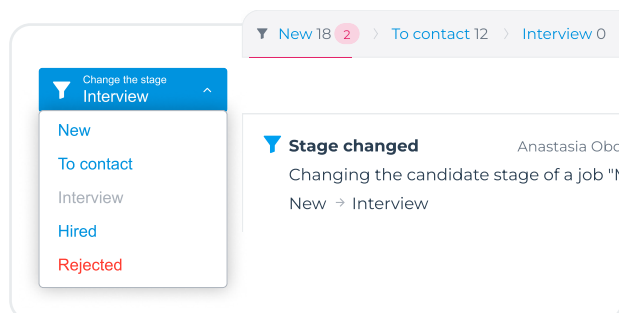 New 18 2 To contact 12 Interview 0
Change the stage
Interview
New
To contact
Interview
Hired
Rejected
Stage changed Anastasia
Changing the candidate stage of a job
New → Interview